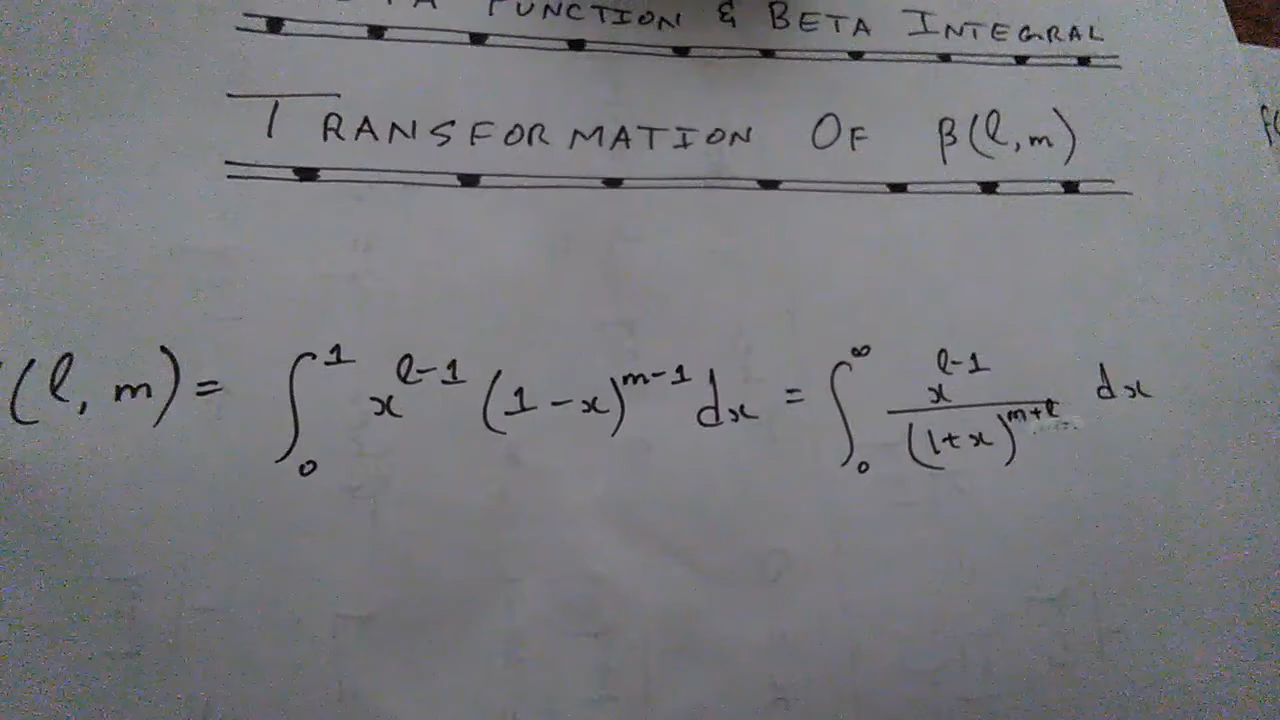 FUNCTION & BETA INTEGRAL
TRANSFORMATION OF β(l,m)
(l, m) = ∫₀¹ x^{l-1} (1-x)^{m-1} dx = ∫₀^∞ x^{l-1} / (1+x)^{m+l} dx